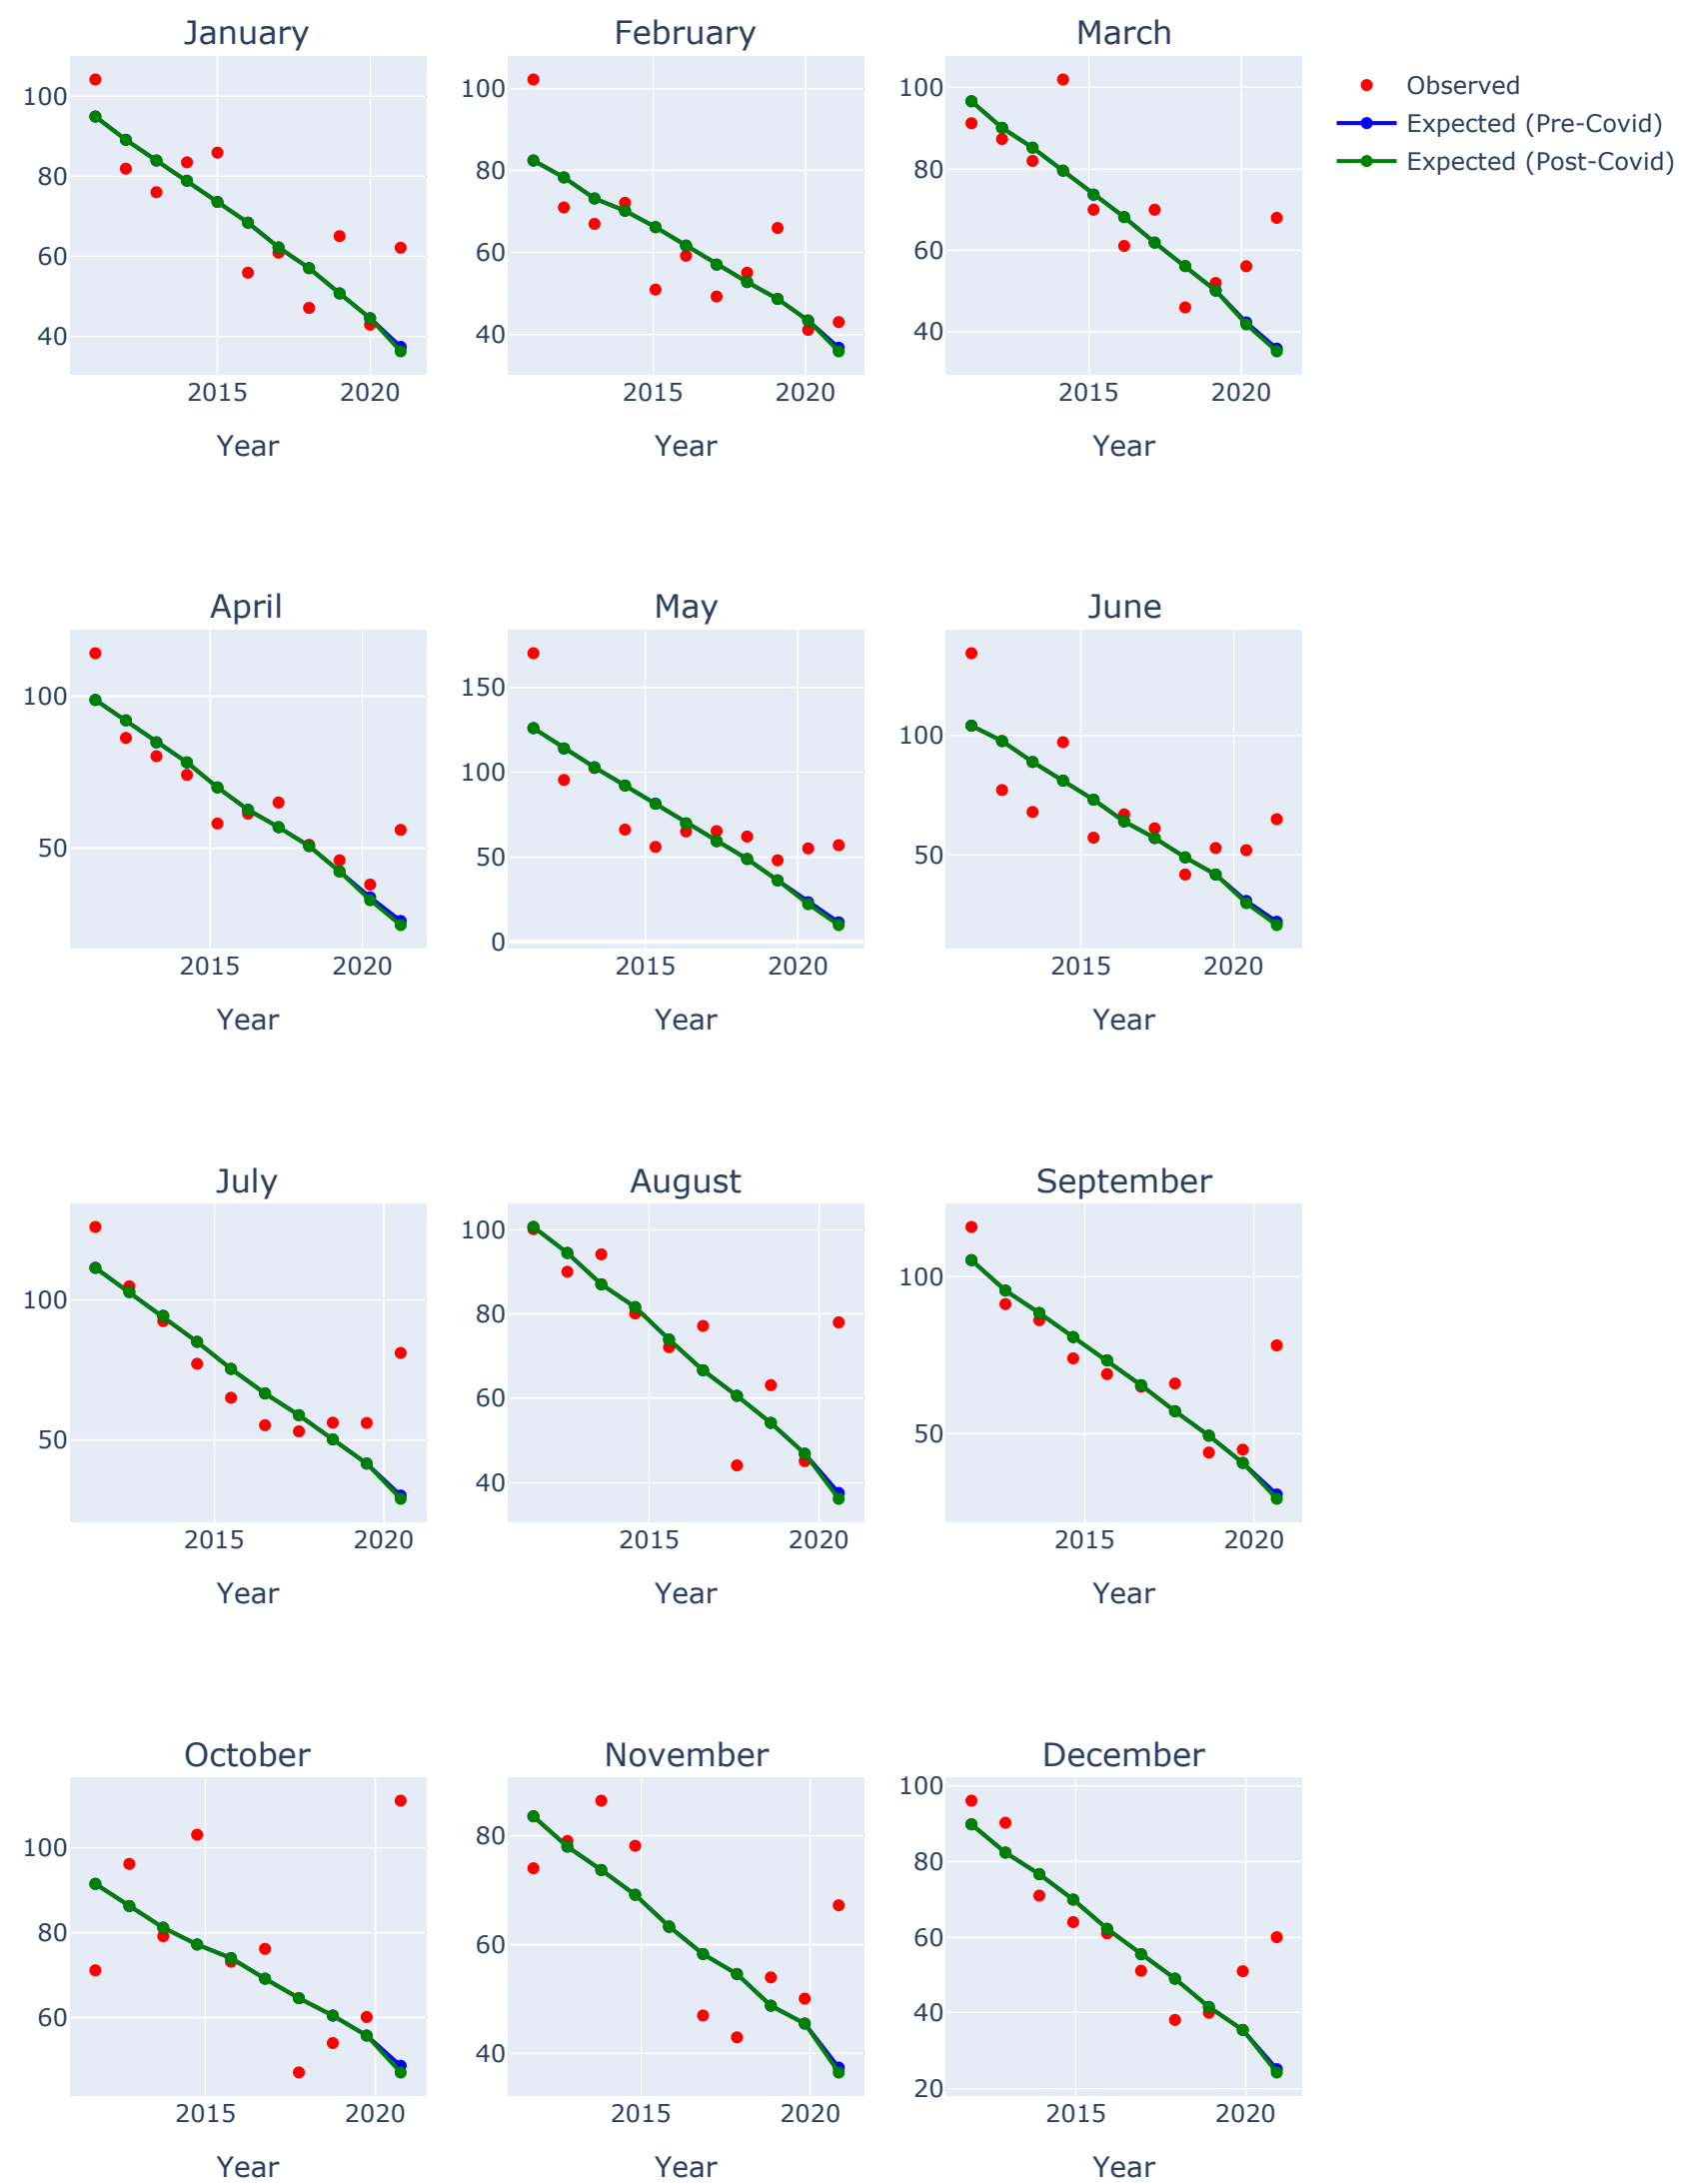 January February March
100
80
60
40
2015 2020
Year
100
80
60
40
2015 2020
Year
100
80
60
40
2015 2020
Year
Observed
Expected (Pre-Covid)
Expected (Post-Covid)
April May June
100
50
2015 2020
Year
150
100
50
0
2015 2020
Year
100
50
2015 2020
Year
July August September
100
50
2015 2020
Year
100
80
60
40
2015 2020
Year
100
50
2015 2020
Year
October November December
100
80
60
2015 2020
Year
80
60
40
2015 2020
Year
100
80
60
40
20
2015 2020
Year